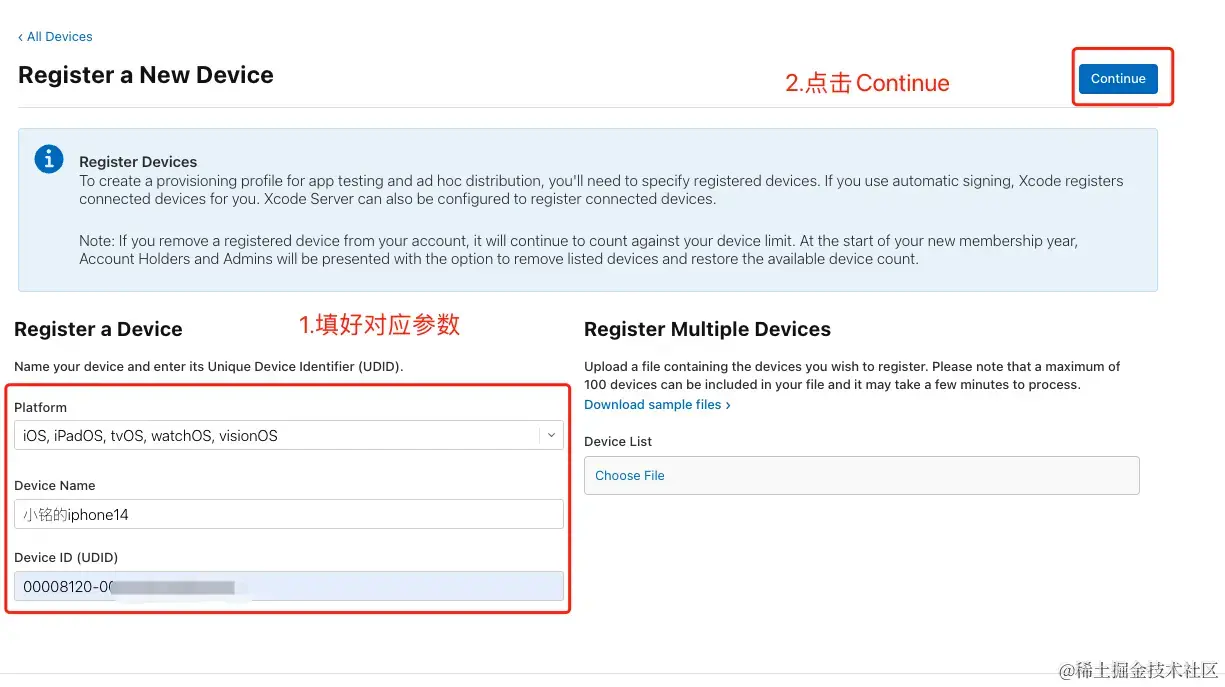 ‹ All Devices
Register a New Device
2.点击 Continue
Continue
Register Devices
To create a provisioning profile for app testing and ad hoc distribution, you'll need to specify registered devices. If you use automatic signing, Xcode registers
connected devices for you. Xcode Server can also be configured to register connected devices.
Note: If you remove a registered device from your account, it will continue to count against your device limit. At the start of your new membership year,
Account Holders and Admins will be presented with the option to remove listed devices and restore the available device count.
Register a Device
1.填好对应参数
Name your device and enter its Unique Device Identifier (UDID).
Platform
iOS, iPadOS, tvOS, watchOS, visionOS
Device Name
小铭的iphone14
Device ID (UDID)
00008120-00
Register Multiple Devices
Upload a file containing the devices you wish to register. Please note that a maximum of
100 devices can be included in your file and it may take a few minutes to process.
Download sample files ›
Device List
Choose File
@稀土掘金技术社区